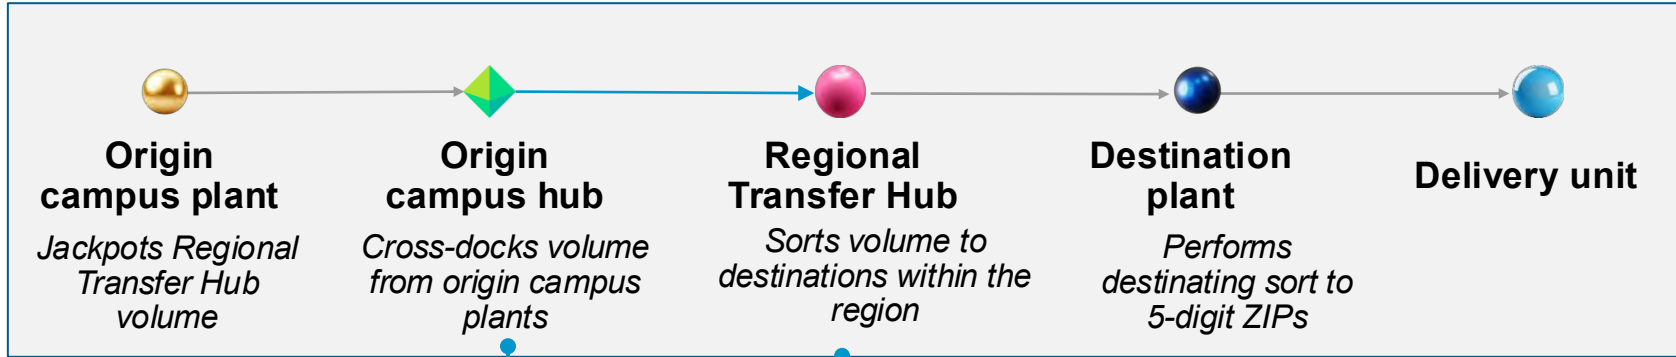 Origin
campus plant
Jackpots Regional
Transfer Hub
volume
Origin
campus hub
Cross-docks volume
from origin campus
plants
Regional
Transfer Hub
Sorts volume to
destinations within the
region
Destination
plant
Performs
destinating sort to
5-digit ZIPs
Delivery unit